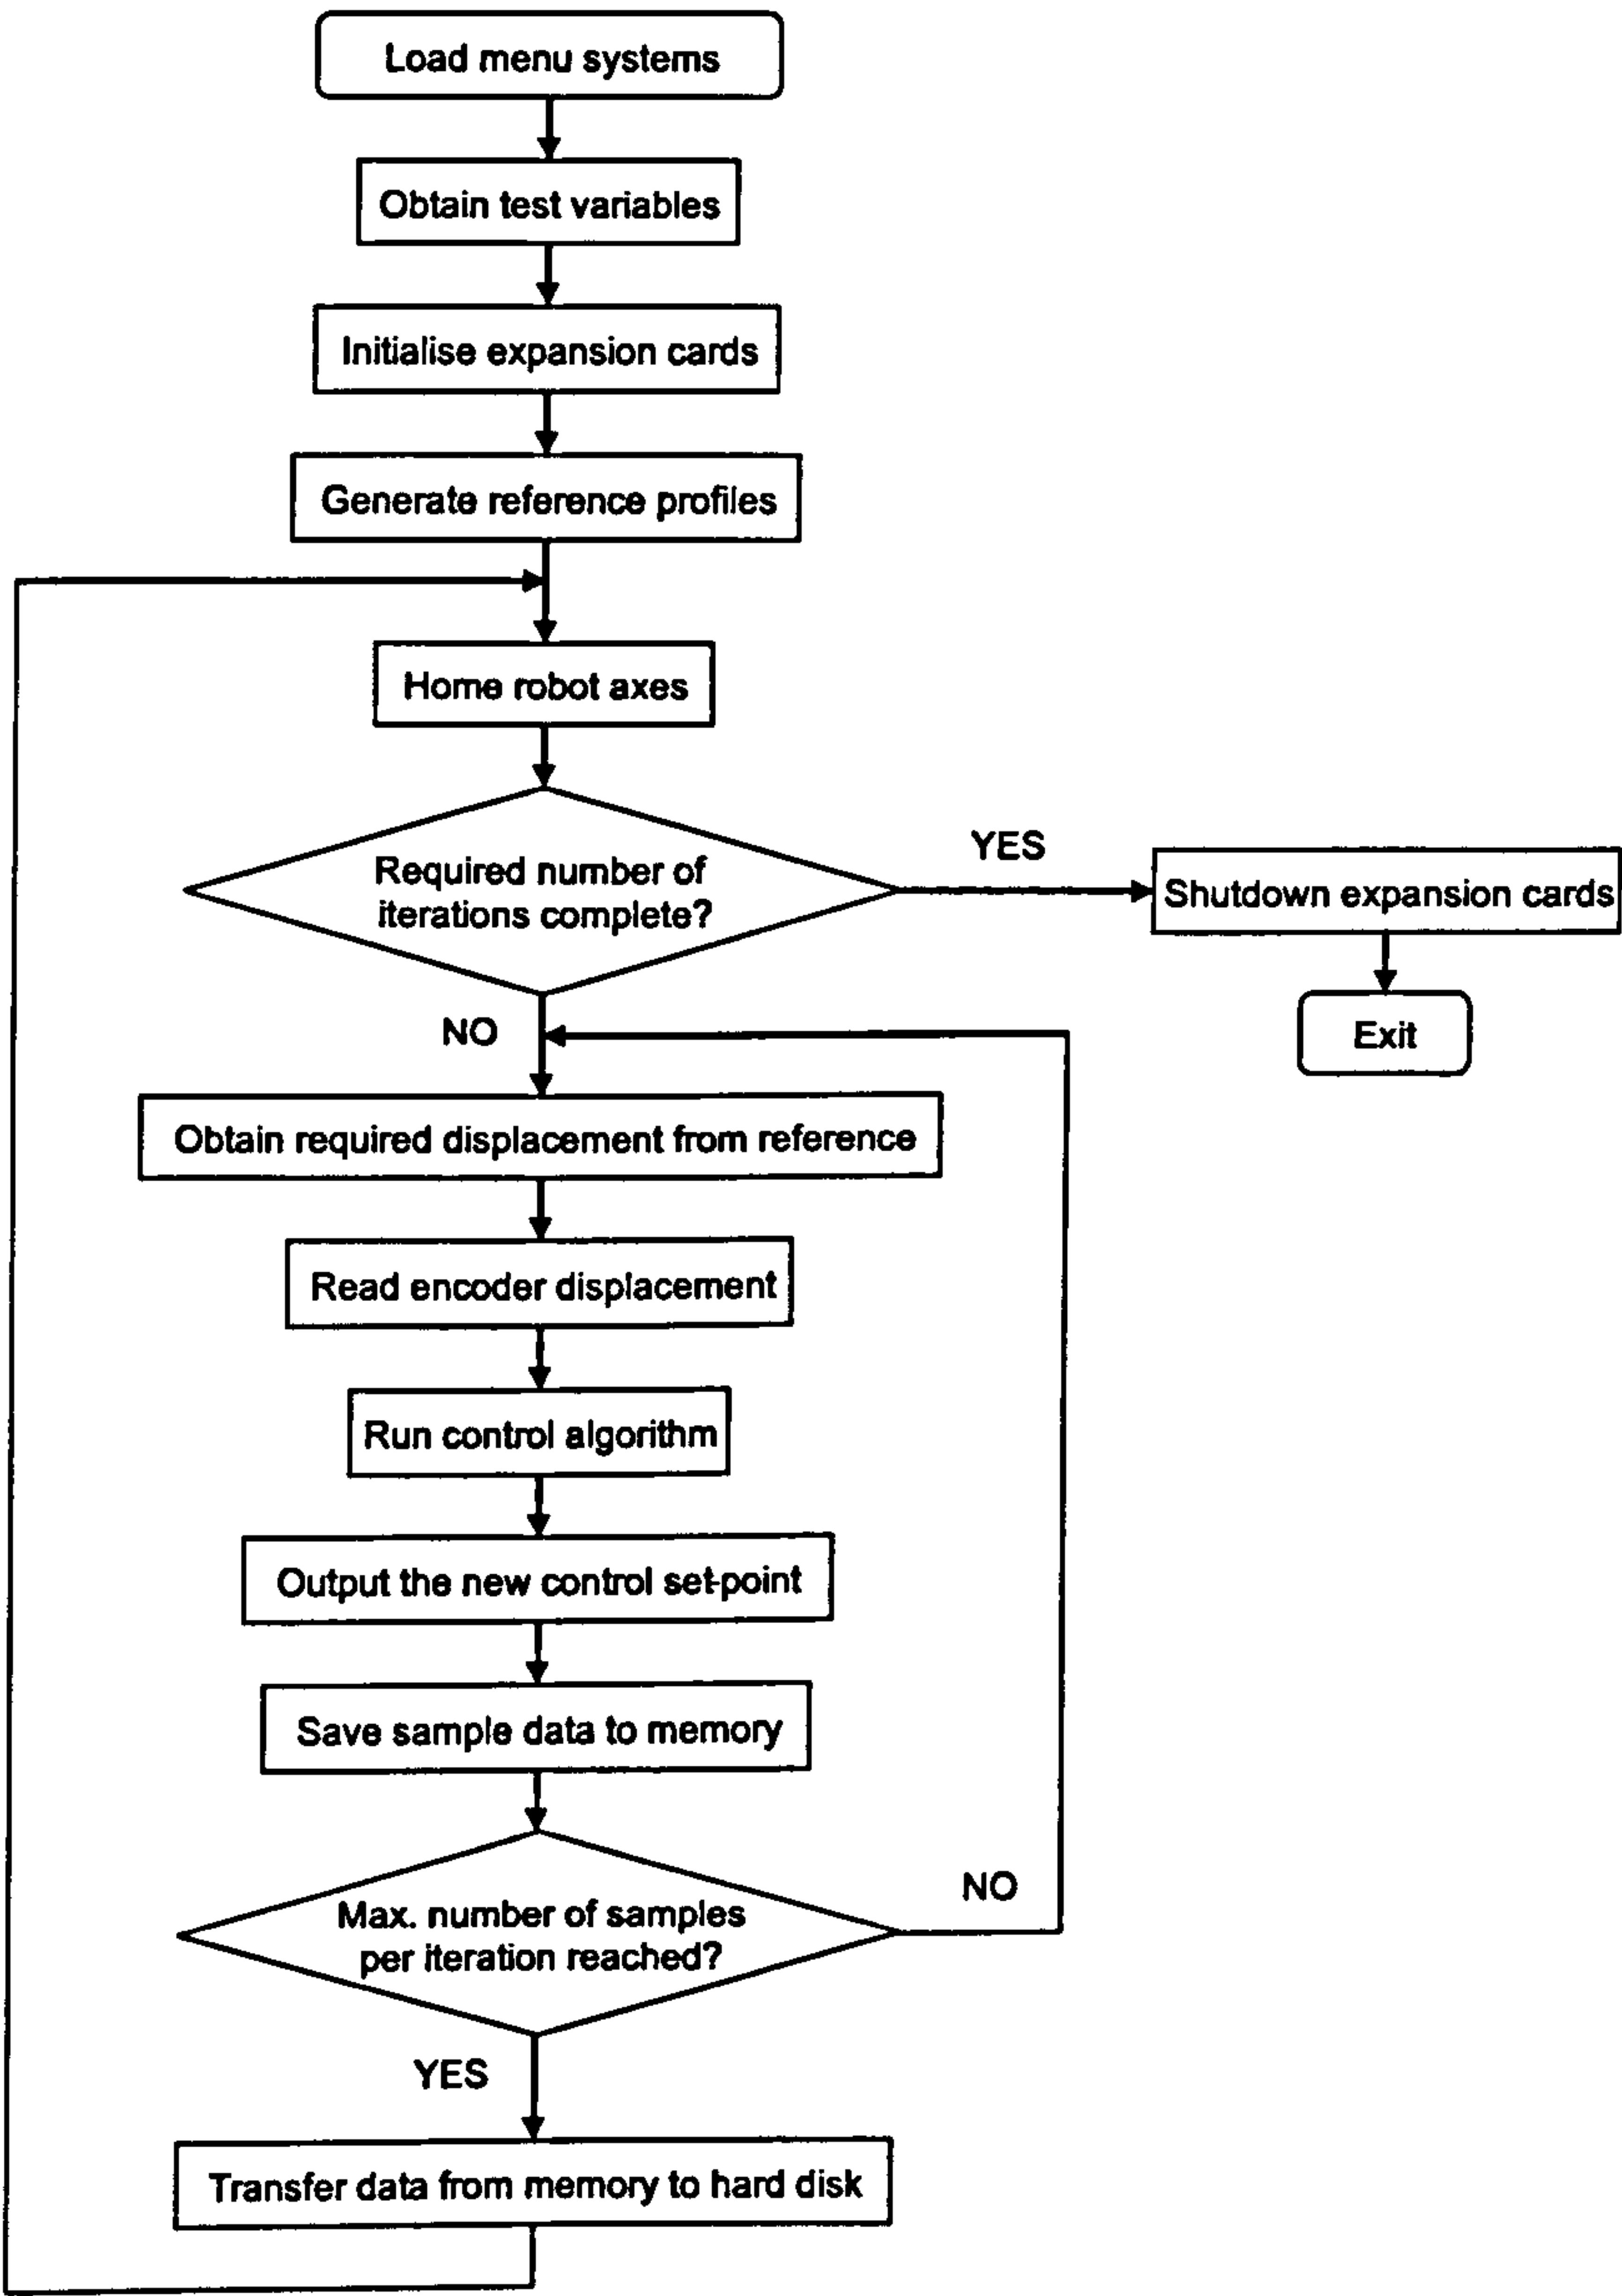 Load menu systems
Obtain test variables
Initialise expansion cards
Generate reference profiles
Home robot axes
Required number of
iterations complete?
YES
Shutdown expansion cards
Exit
NO
Obtain required displacement from reference
Read encoder displacement
Run control algorithm
Output the new control set-point
Save sample data to memory
Max. number of samples
per iteration reached?
NO
YES
Transfer data from memory to hard disk